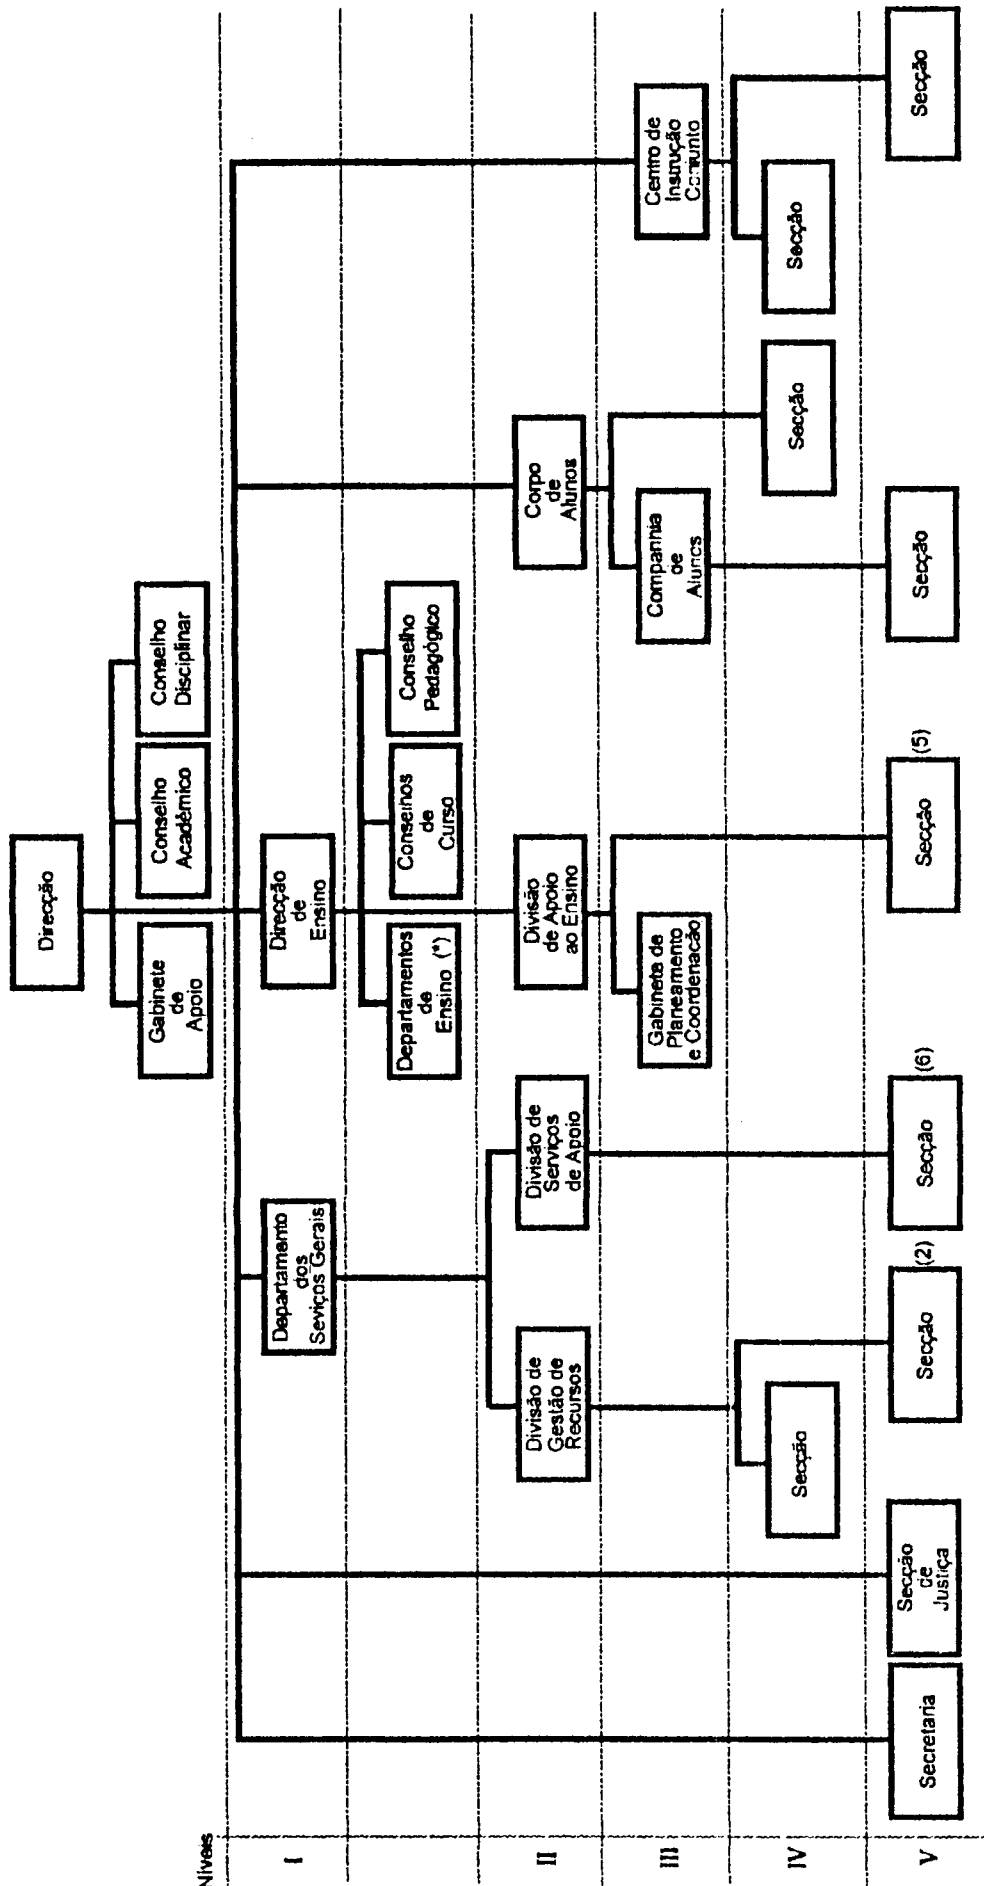 Direcção
Gabinete
de
Apoio
Conselho
Académico
Conselho
Disciplinar
Níveis
I
Departamento
dos
Seviços Gerais
Direcção
de
Ensino
Departamentos
de
Ensino (*)
Conselhos
de
Curso
Conselho
Pedagógico
II
Divisão de
Gestão de
Recursos
Divisão de
Serviços
de Apoio
Divisão
de Apoio
ao Ensino
Corpo
de
Alunos
III
Gabinete de
Planeamento
e Coordenação
Companhia
de
Alunos
Centro de
Instrução
Conjunto
IV
Secção
Secção
Secção
V
Secretaria
Secção
de
Justiça
Secção (2)
Secção (6)
Secção (5)
Secção
Secção